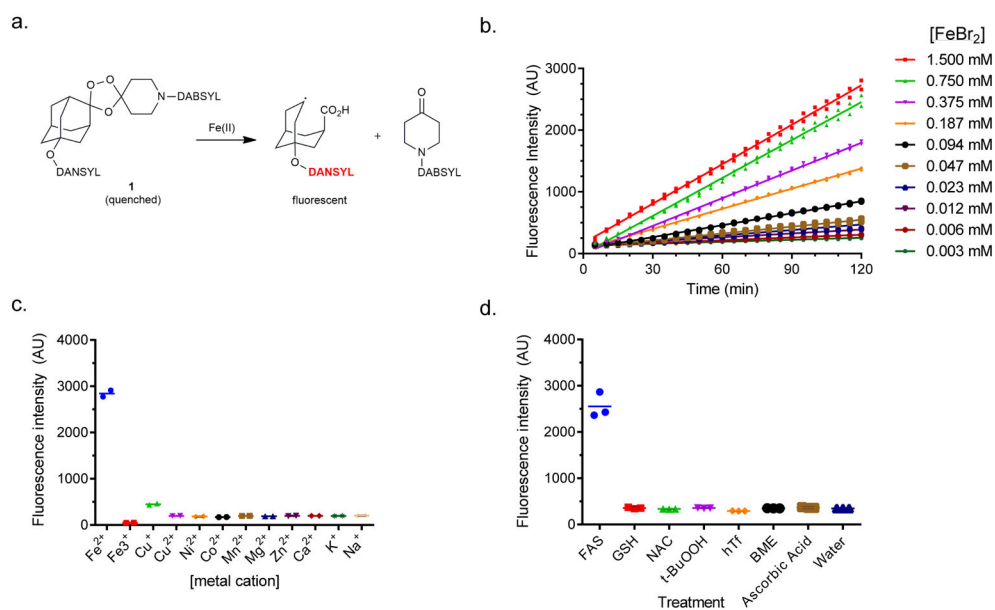 a.
O
O
O
N
DABSYL
O
DANSYL
1
(quenched)
Fe(II)
CO₂H
O
DANSYL
fluorescent
+
O
N
DABSYL
b.
Fluorescence Intensity (AU)
3000
2000
1000
0
0
30
60
90
120
Time (min)
[FeBr₂]
1.500 mM
0.750 mM
0.375 mM
0.187 mM
0.094 mM
0.047 mM
0.023 mM
0.012 mM
0.006 mM
0.003 mM
c.
Fluorescence intensity (AU)
4000
3000
2000
1000
0
Fe²⁺
Fe3⁺
Cu⁺
Cu²⁺
Ni²⁺
Co²⁺
Mn²⁺
Mg²⁺
Zn²⁺
Ca²⁺
K⁺
Na⁺
[metal cation]
d.
Fluorescence intensity (AU)
4000
3000
2000
1000
0
FAS
GSH
NAC
t-BuOOH
hTf
BME
Ascorbic Acid
Water
Treatment